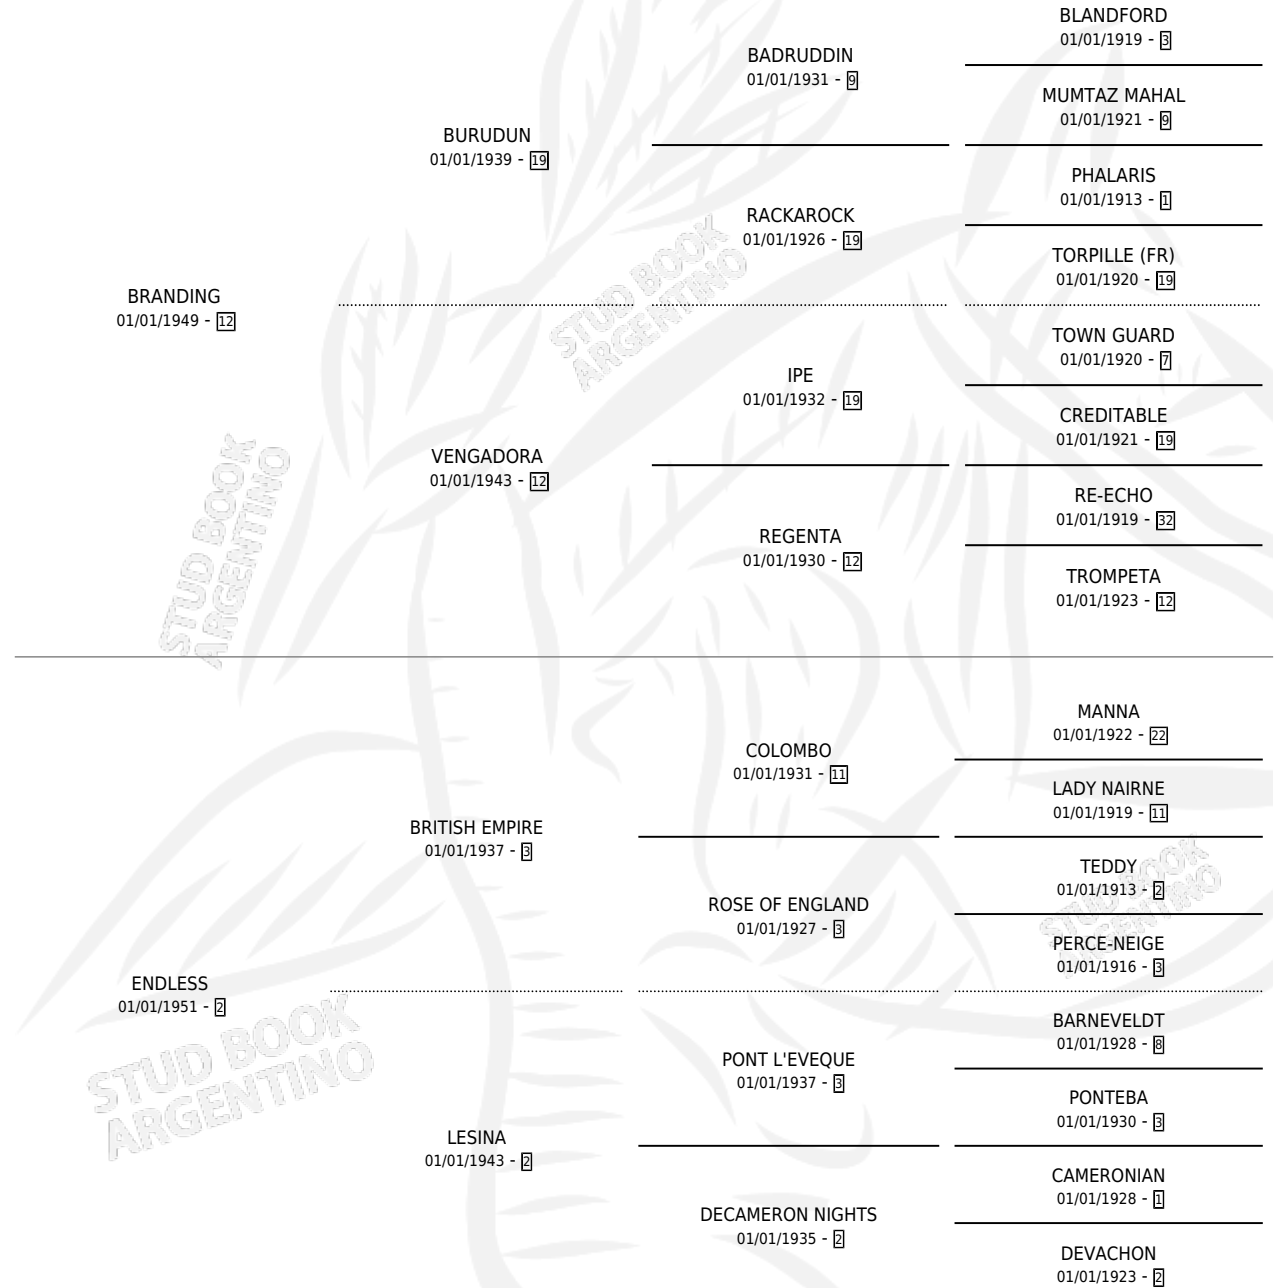 BLANDFORD
01/01/1919 - 3
BADRUDDIN
01/01/1931 - 9
MUMTAZ MAHAL
01/01/1921 - 9
BURUDUN
01/01/1939 - 19
PHALARIS
01/01/1913 - 1
RACKAROCK
01/01/1926 - 19
TORPILLE (FR)
01/01/1920 - 19
BRANDING
01/01/1949 - 12
TOWN GUARD
01/01/1920 - 7
IPE
01/01/1932 - 19
CREDITABLE
01/01/1921 - 19
VENGADORA
01/01/1943 - 12
RE-ECHO
01/01/1919 - 32
REGENTA
01/01/1930 - 12
TROMPETA
01/01/1923 - 12
MANNA
01/01/1922 - 22
COLOMBO
01/01/1931 - 11
LADY NAIRNE
01/01/1919 - 11
BRITISH EMPIRE
01/01/1937 - 3
TEDDY
01/01/1913 - 2
ROSE OF ENGLAND
01/01/1927 - 3
PERCE-NEIGE
01/01/1916 - 3
ENDLESS
01/01/1951 - 2
BARNEVELDT
01/01/1928 - 8
PONT L'EVEQUE
01/01/1937 - 3
PONTEBA
01/01/1930 - 3
LESINA
01/01/1943 - 2
CAMERONIAN
01/01/1928 - 1
DECAMERON NIGHTS
01/01/1935 - 2
DEVACHON
01/01/1923 - 2
STUD BOOK
ARGENTINO
STUD BOOK
ARGENTINO
STUD BOOK
ARGENTINO
STUD BOOK
ARGENTINO